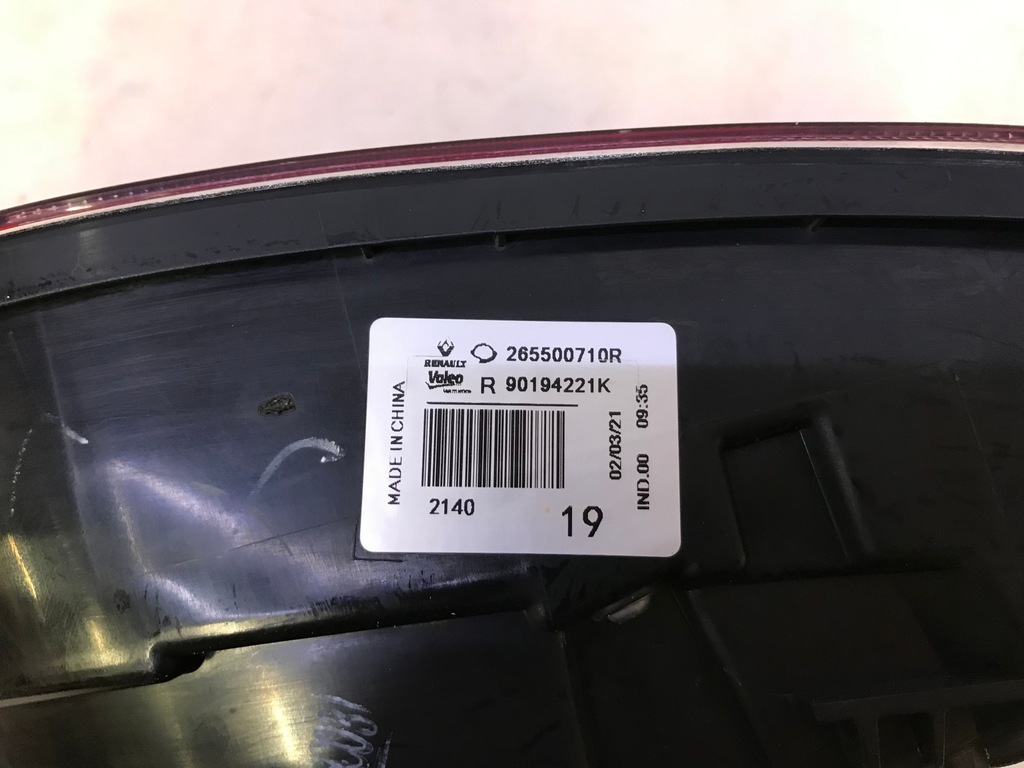 RENAULT 265500710R
Valeo R 90194221K
MADE IN CHINA
2140
19
02/03/21
IND.00 09:35